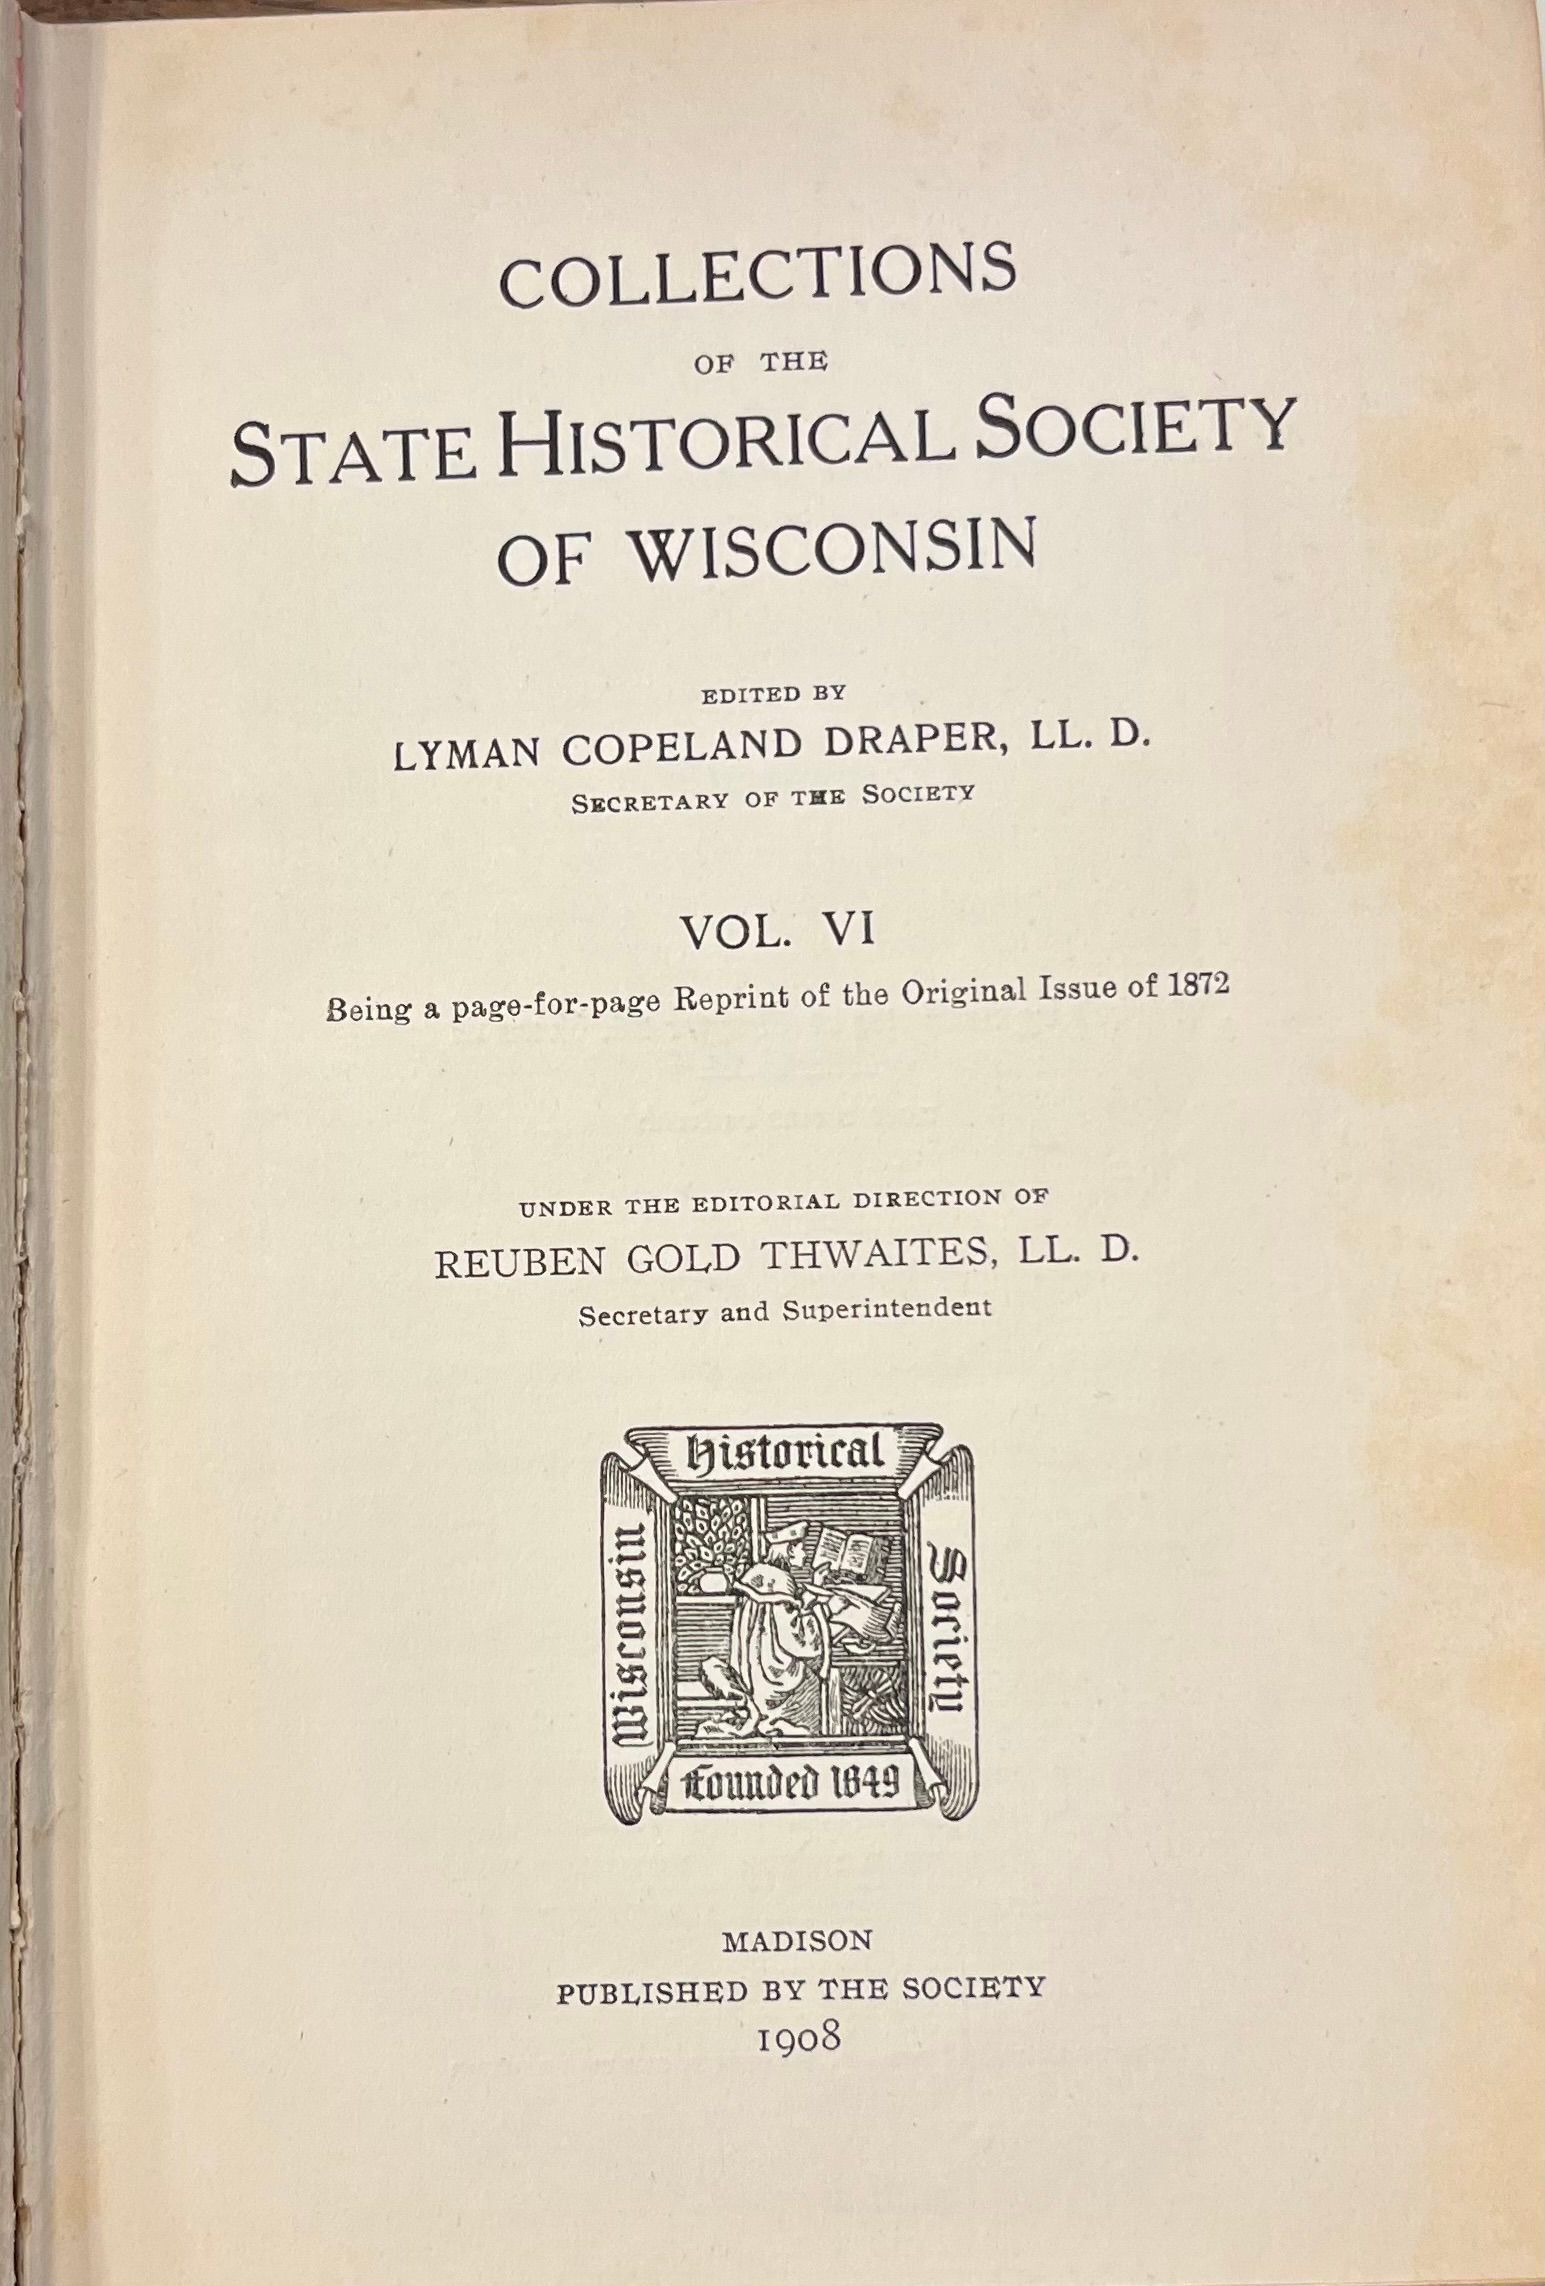 COLLECTIONS
OF THE
STATE HISTORICAL SOCIETY
OF WISCONSIN
EDITED BY
LYMAN COPELAND DRAPER, LL. D.
SECRETARY OF THE SOCIETY
VOL. VI
Being a page-for-page Reprint of the Original Issue of 1872
UNDER THE EDITORIAL DIRECTION OF
REUBEN GOLD THWAITES, LL. D.
Secretary and Superintendent
Wisconsin
Historical
Society
Founded 1849
MADISON
PUBLISHED BY THE SOCIETY
1908